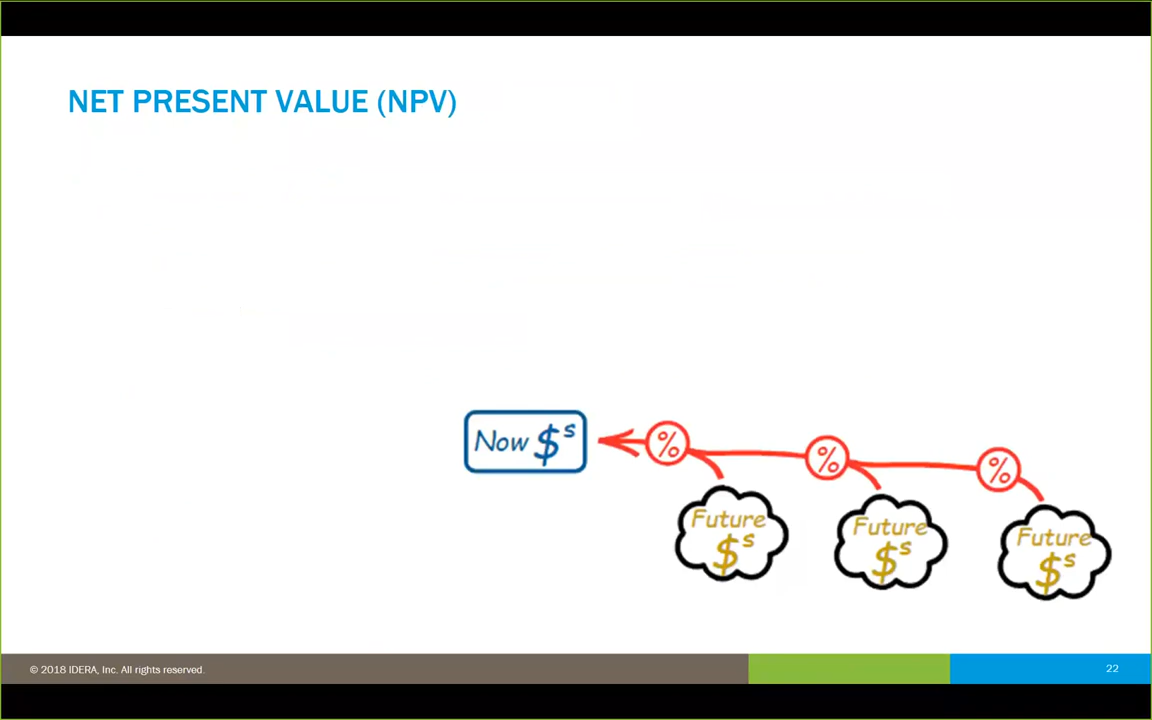 NET PRESENT VALUE (NPV)
Now $s
% % %
Future
$s
Future
$s
Future
$s
© 2018 IDERA, Inc. All rights reserved.
22